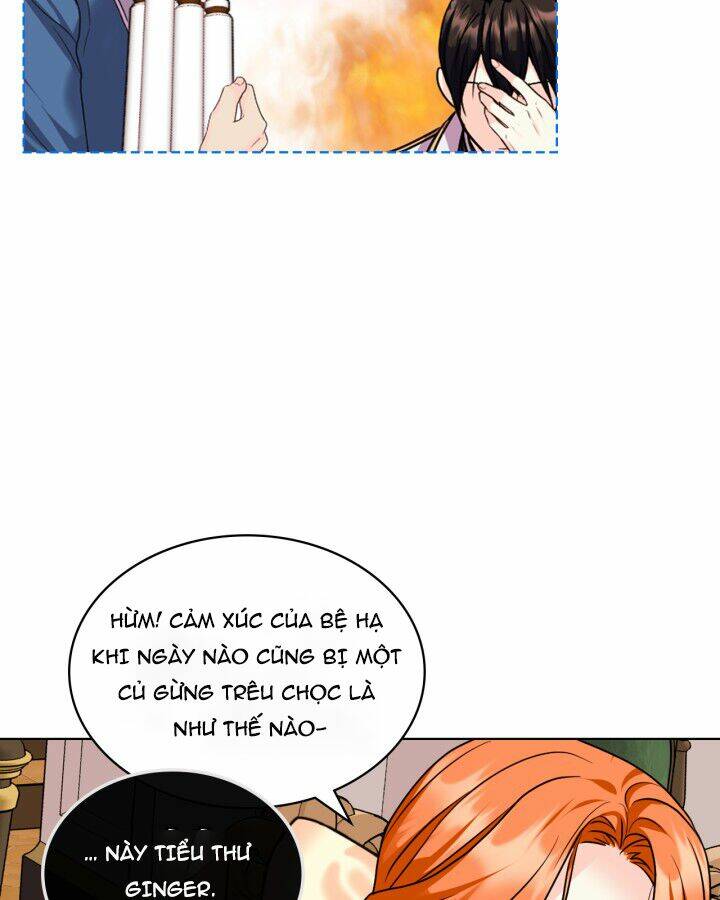 HỪM! CẢM XÚC CỦA BỆ HẠ
KHI NGÀY NÀO CŨNG BỊ MỘT
CỦ GỪNG TRÊU CHỌC LÀ
NHƯ THẾ NÀO-
... NÀY TIỂU THƯ
GINGER.